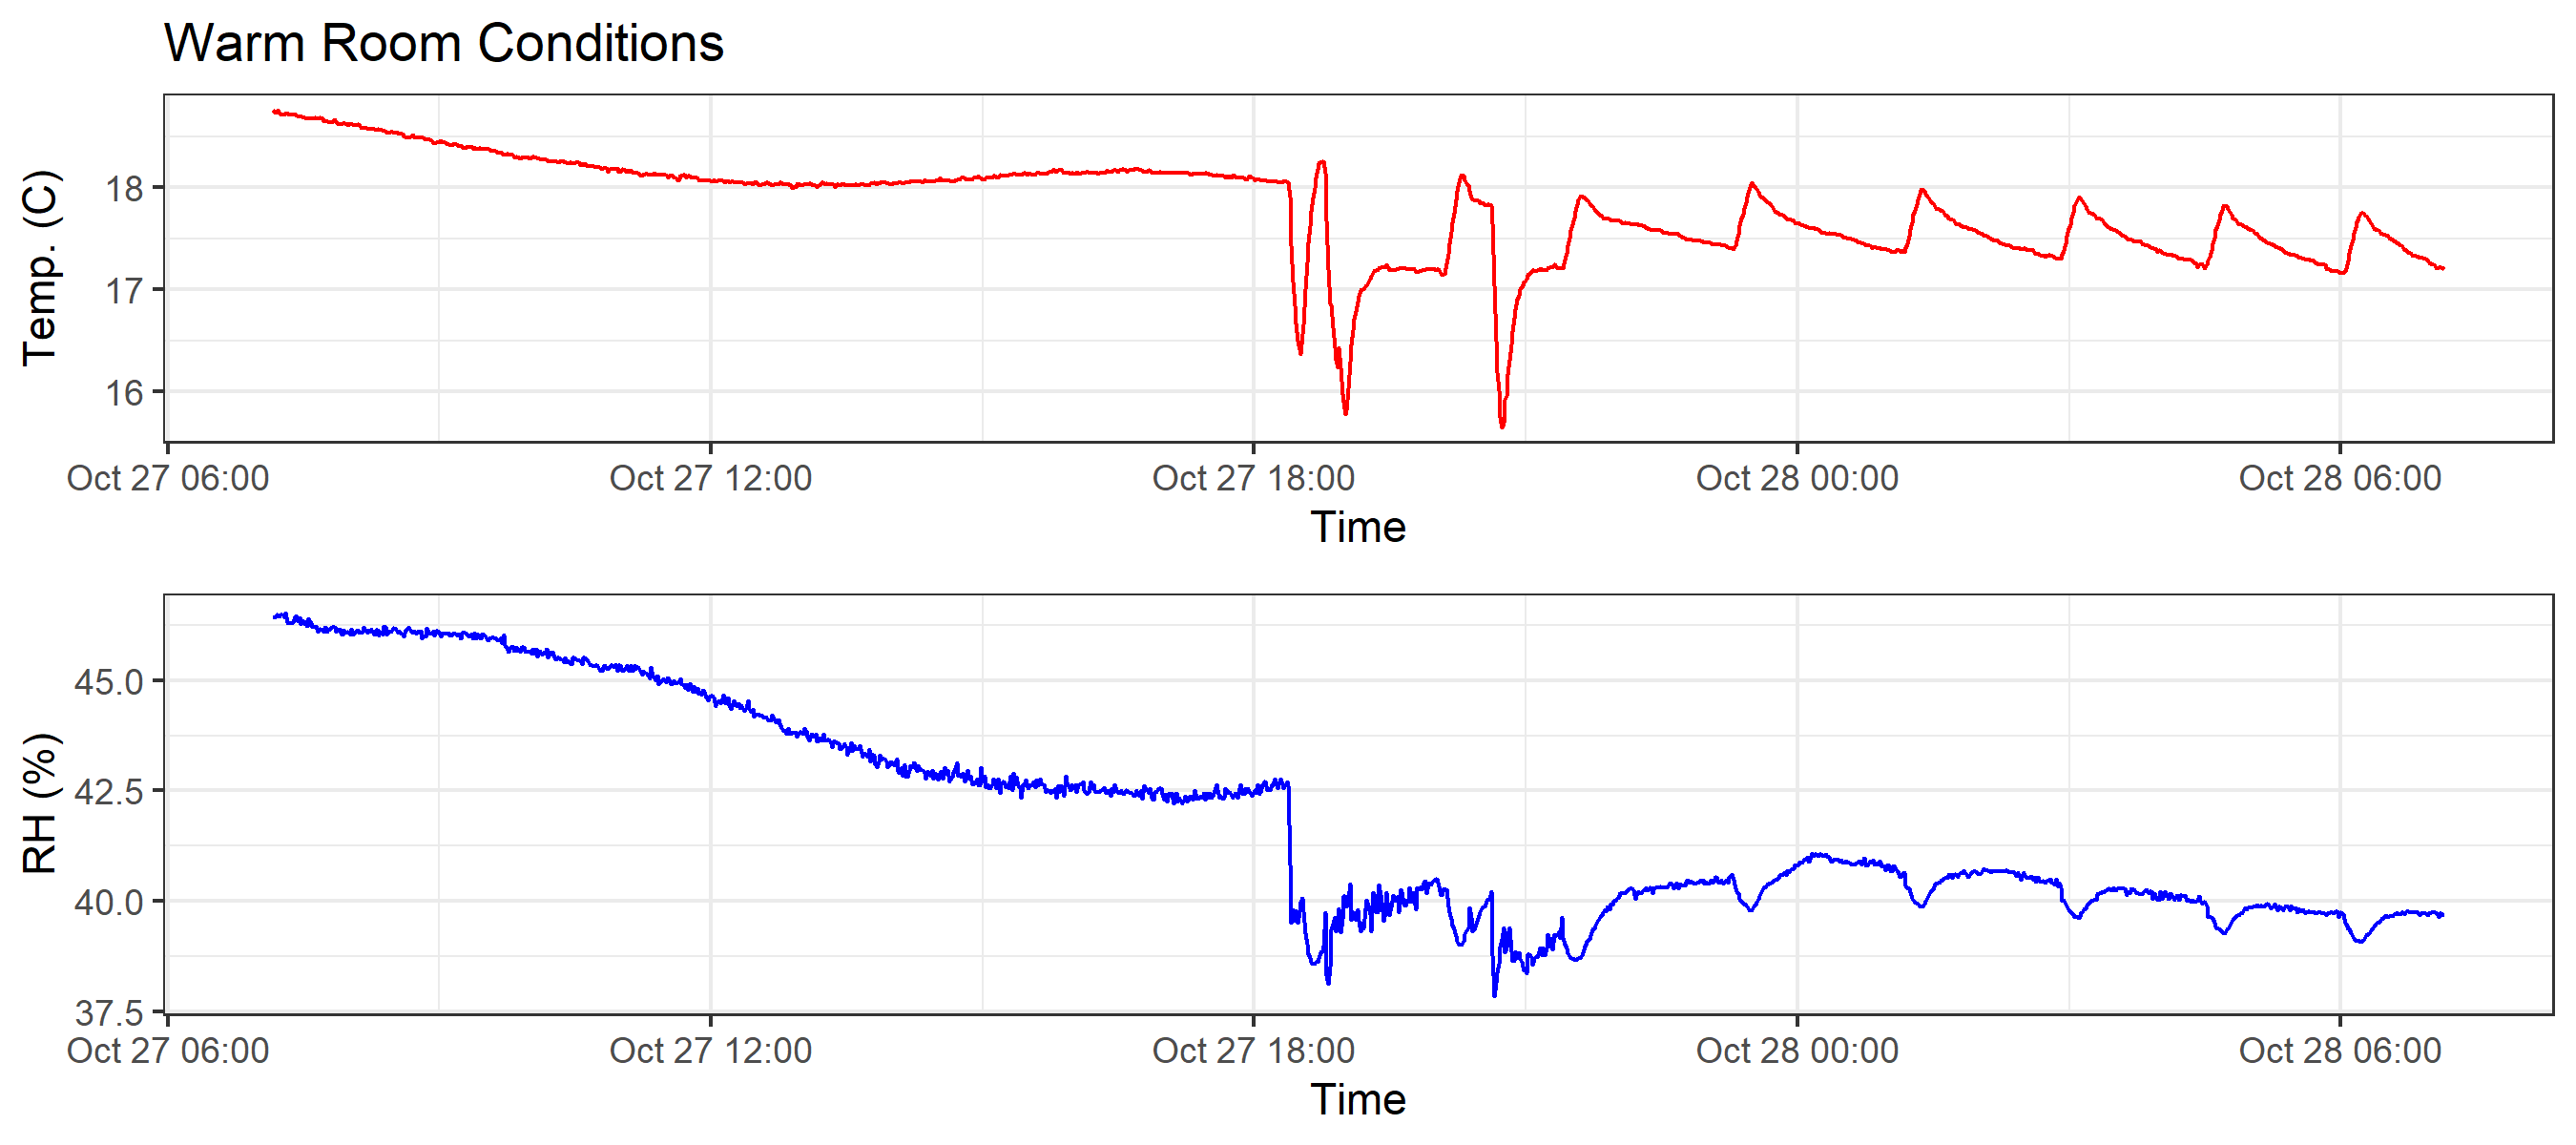 Warm Room Conditions
Temp. (C)
18
17
16
Oct 27 06:00 Oct 27 12:00 Oct 27 18:00 Oct 28 00:00 Oct 28 06:00
Time
RH (%)
45.0
42.5
40.0
37.5
Oct 27 06:00 Oct 27 12:00 Oct 27 18:00 Oct 28 00:00 Oct 28 06:00
Time